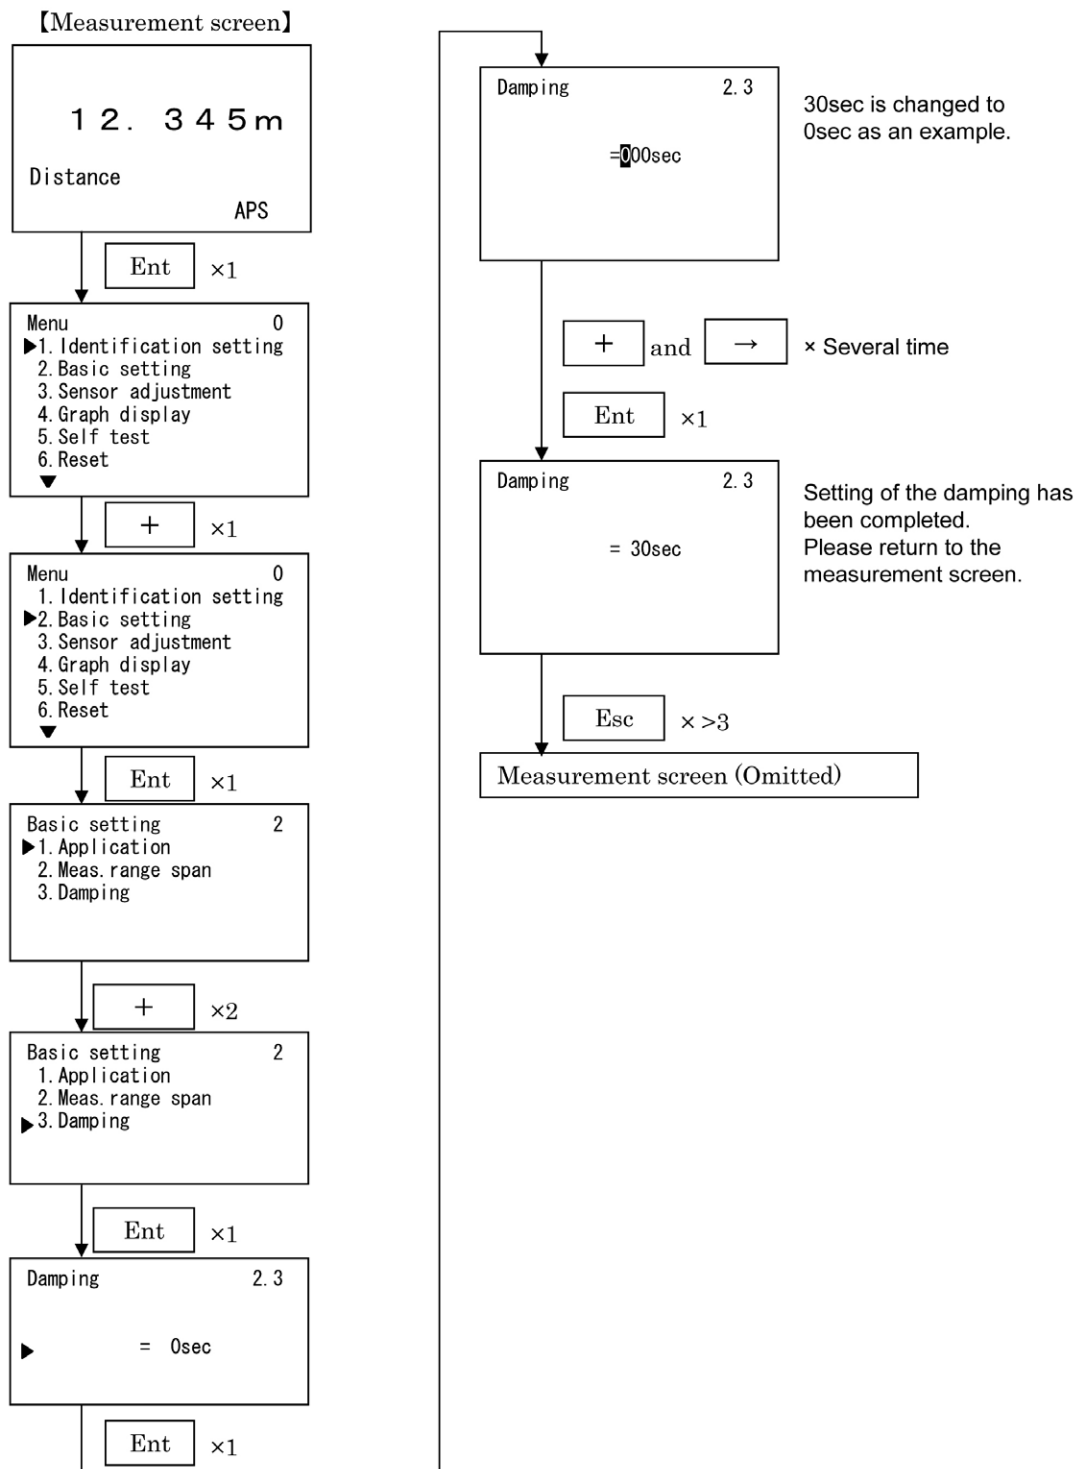 【Measurement screen】
12. 345m
Distance
APS
Ent ×1
Menu 0
▶1. Identification setting
2. Basic setting
3. Sensor adjustment
4. Graph display
5. Self test
6. Reset
▼
+ ×1
Menu 0
1. Identification setting
▶2. Basic setting
3. Sensor adjustment
4. Graph display
5. Self test
6. Reset
▼
Ent ×1
Basic setting 2
▶1. Application
2. Meas. range span
3. Damping
+ ×2
Basic setting 2
1. Application
2. Meas. range span
▶3. Damping
Ent ×1
Damping 2.3
▶ = 0sec
Ent ×1
Damping 2.3
=000sec
30sec is changed to
0sec as an example.
+ and → × Several time
Ent ×1
Damping 2.3
= 30sec
Setting of the damping has
been completed.
Please return to the
measurement screen.
Esc × >3
Measurement screen (Omitted)